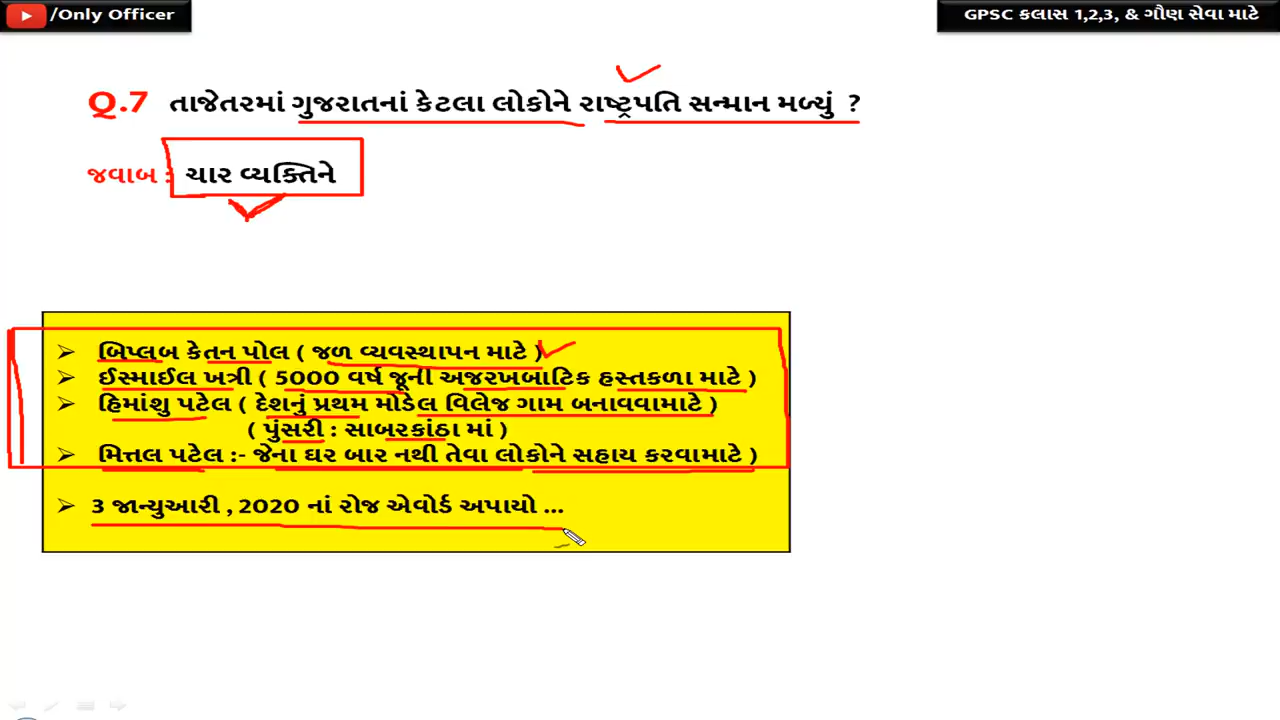 /Only Officer
GPSC કલાસ 1,2,3, & ગૌણ સેવા માટે
Q.7 તાજેતરમાં ગુજરાતનાં કેટલા લોકોને રાષ્ટ્રપતિ સન્માન મળ્યું ?
જવાબ : ચાર વ્યક્તિને
➢ બિપ્લબ કેતન પોલ ( જળ વ્યવસ્થાપન માટે )
➢ ઈસ્માઈલ ખત્રી ( 5000 વર્ષ જૂની અજરખબાટિક હસ્તકળા માટે )
➢ હિમાંશુ પટેલ ( દેશનું પ્રથમ મોડેલ વિલેજ ગામ બનાવવામાટે )
( પુંસરી : સાબરકાંઠા માં )
➢ મિત્તલ પટેલ :- જેના ઘર બાર નથી તેવા લોકોને સહાય કરવામાટે )
➢ 3 જાન્યુઆરી , 2020 નાં રોજ એવોર્ડ અપાયો ...